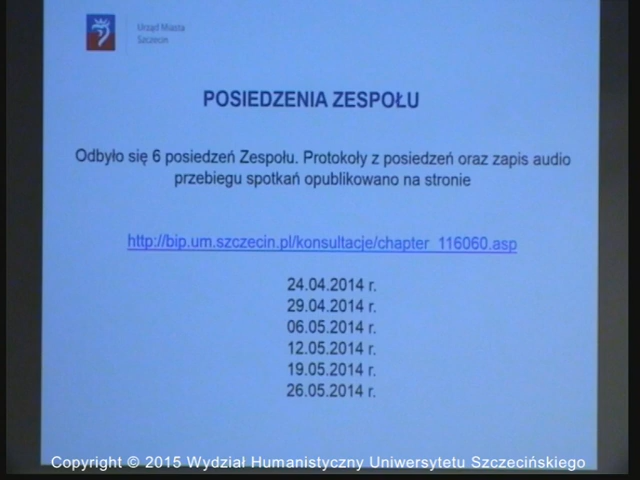 Urząd Miasta
Szczecin
POSIEDZENIA ZESPOŁU
Odbyło się 6 posiedzeń Zespołu. Protokoły z posiedzeń oraz zapis audio
przebiegu spotkań opublikowano na stronie
http://bip.um.szczecin.pl/konsultacje/chapter_116060.asp
24.04.2014 r.
29.04.2014 r.
06.05.2014 r.
12.05.2014 r.
19.05.2014 r.
26.05.2014 r.
Copyright © 2015 Wydział Humanistyczny Uniwersytetu Szczecińskiego